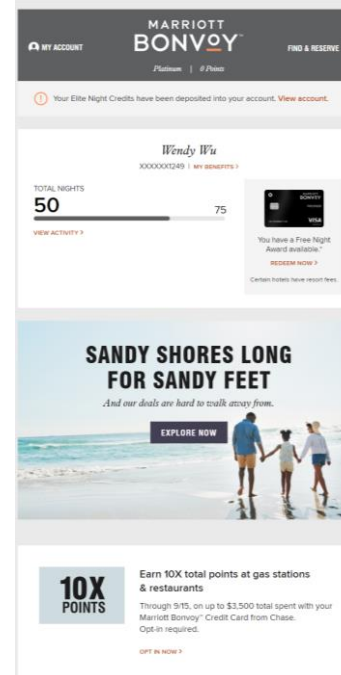 MARRIOTT
MY ACCOUNT
BONVOY™
FIND & RESERVE
Platinum | 0 Points
Your Elite Night Credits have been deposited into your account. View account.
Wendy Wu
XXXXXX1249 | MY BENEFITS >
TOTAL NIGHTS
50
75
VIEW ACTIVITY >
BONVOY
VISA
You have a Free Night
Award available.*
REDEEM NOW >
Certain hotels have resort fees.
SANDY SHORES LONG
FOR SANDY FEET
And our deals are hard to walk away from.
EXPLORE NOW
10X
POINTS
Earn 10X total points at gas stations
& restaurants
Through 9/15, on up to $3,500 total spent with your
Marriott Bonvoy™ Credit Card from Chase.
Opt-in required.
OPT IN NOW >